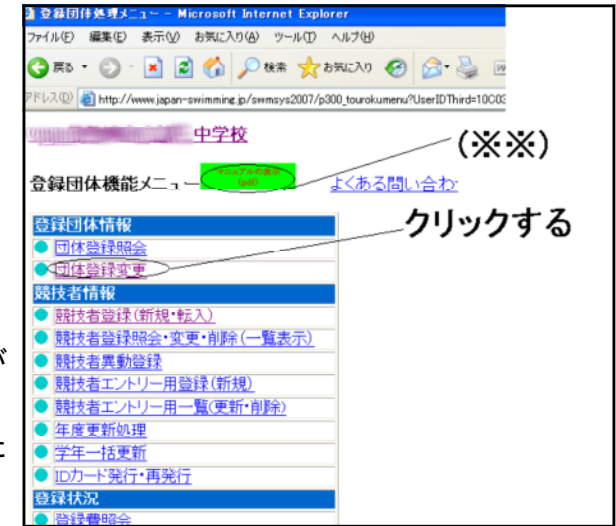 登録団体処理メニュー - Microsoft Internet Explorer
ファイル(F) 編集(E) 表示(V) お気に入り(A) ツール(T) ヘルプ(H)
戻る 検索 お気に入り
アドレス(D) http://www.japan-swimming.jp/swmsys2007/p300_tourokumenu?UserIDThird=10C03
中学校
(※※)
登録団体機能メニュー マニュアルの表示 よくある問い合わ
(pdf)
クリックする
登録団体情報
団体登録照会
団体登録変更
競技者情報
競技者登録(新規・転入)
競技者登録照会・変更・削除(一覧表示)
が
競技者異動登録
競技者エントリー用登録(新規)
競技者エントリー用一覧(更新・削除)
年度更新処理
学年一括更新
IDカード発行・再発行
登録状況
登録費照会